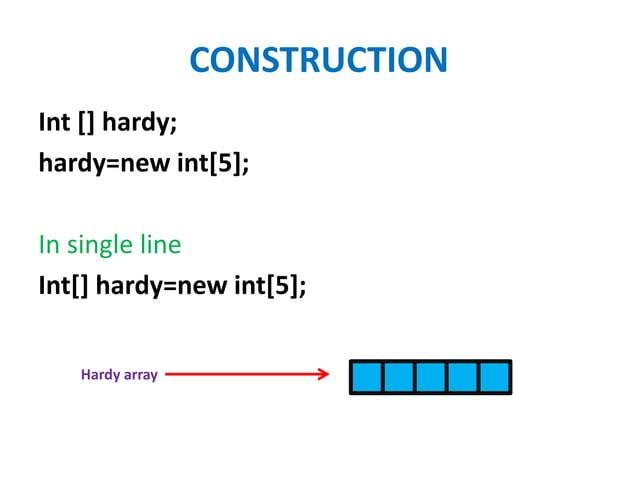 CONSTRUCTION
Int [] hardy;
hardy=new int[5];
In single line
Int[] hardy=new int[5];
Hardy array